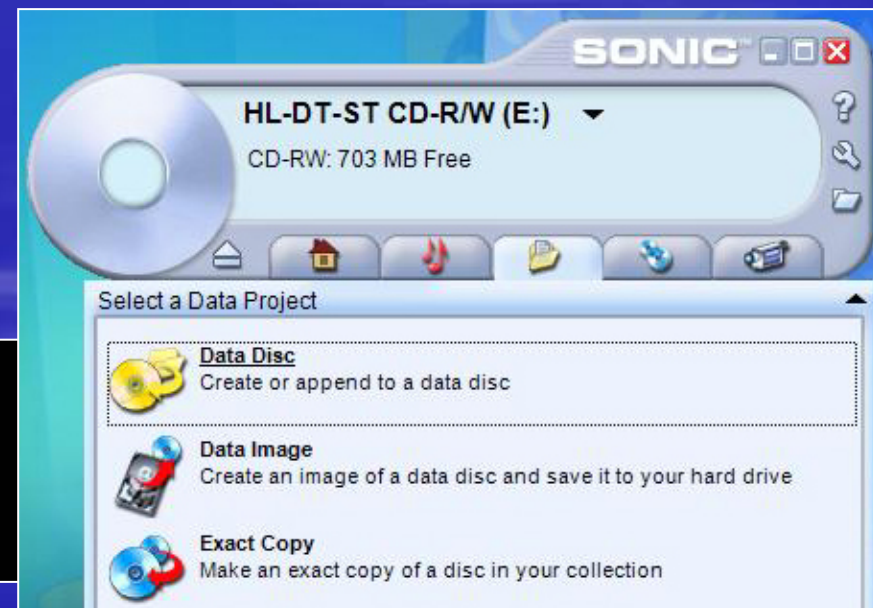 SONIC™
HL-DT-ST CD-R/W (E:)
CD-RW: 703 MB Free
Select a Data Project
Data Disc
Create or append to a data disc
Data Image
Create an image of a data disc and save it to your hard drive
Exact Copy
Make an exact copy of a disc in your collection